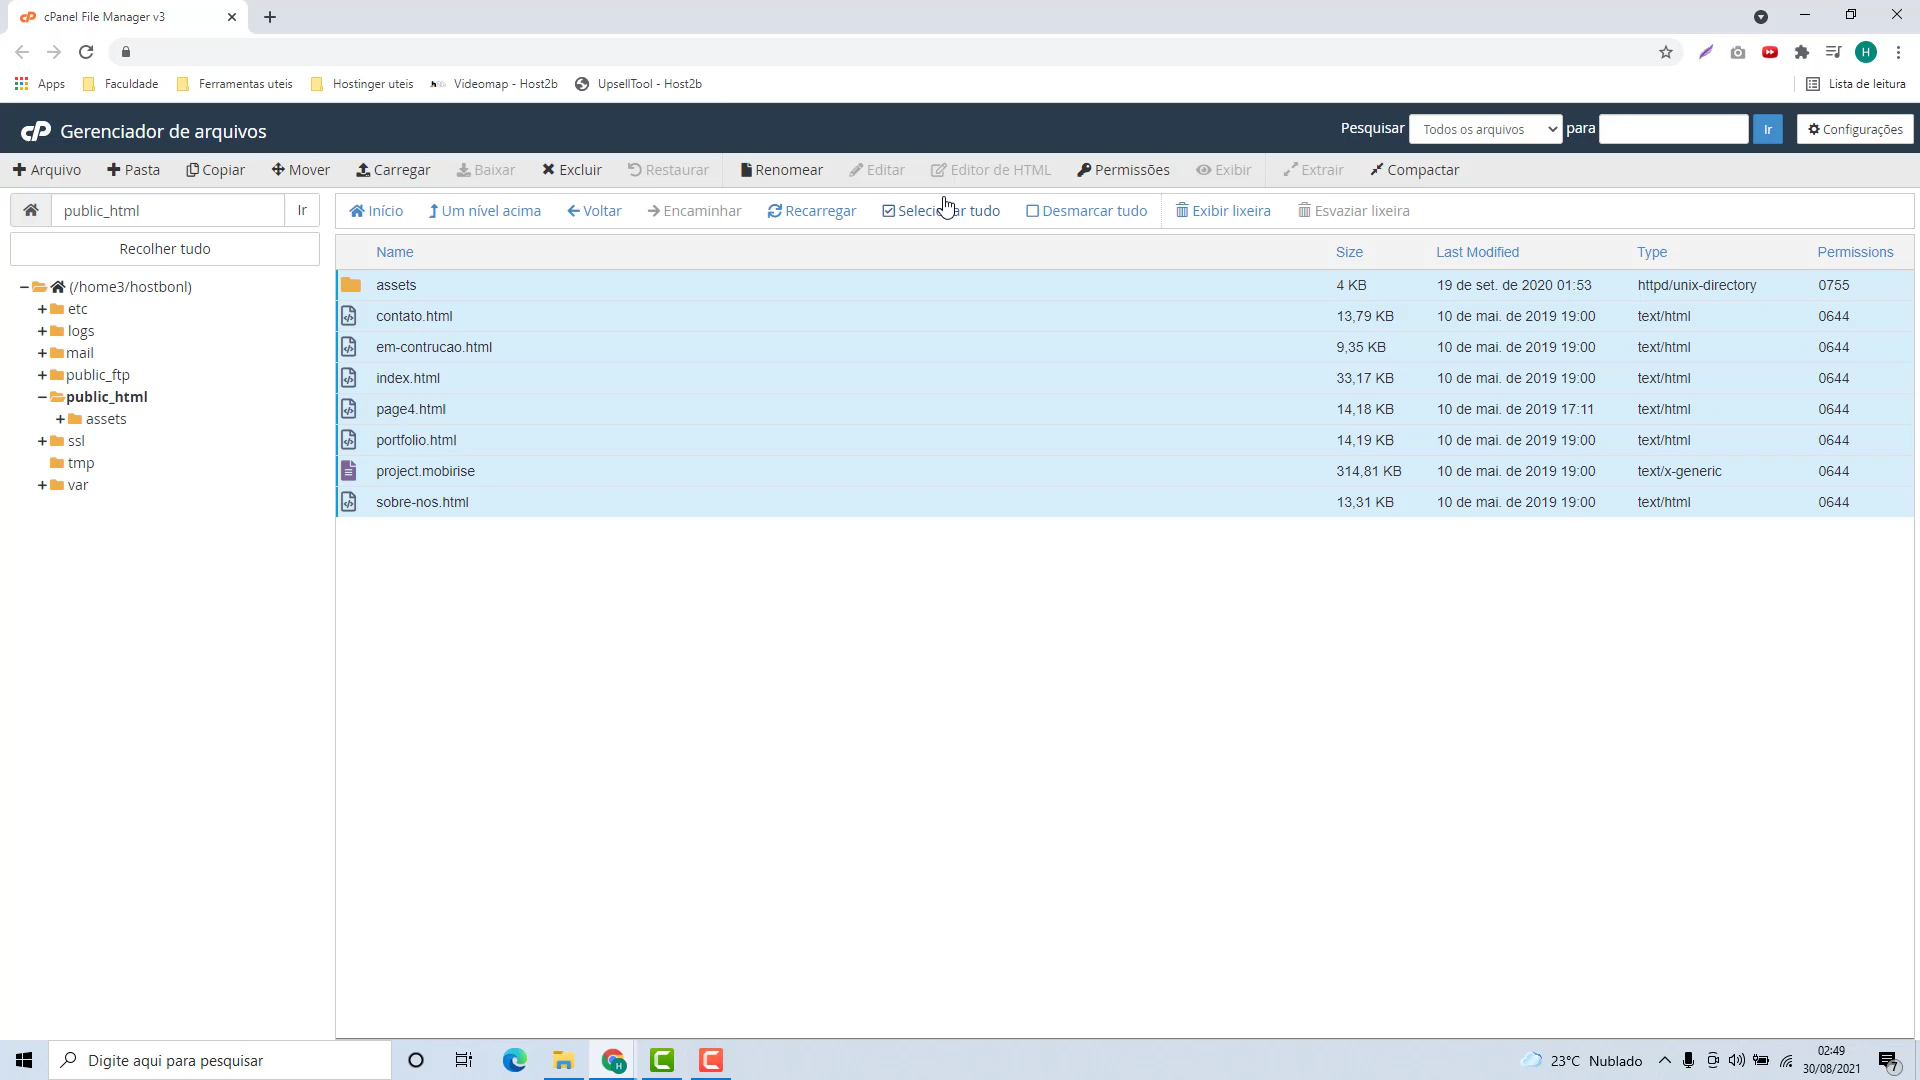 cPanel File Manager v3
Apps Faculdade Ferramentas uteis Hostinger uteis Videomap - Host2b UpsellTool - Host2b Lista de leitura
H
cP Gerenciador de arquivos Pesquisar Todos os arquivos para Ir Configurações
Arquivo Pasta Copiar Mover Carregar Baixar Excluir Restaurar Renomear Editar Editor de HTML Permissões Exibir Extrair Compactar
public_html Ir Início Um nível acima Voltar Encaminhar Recarregar Selecionar tudo Desmarcar tudo Exibir lixeira Esvaziar lixeira
Recolher tudo
(/home3/hostbonl)
etc
logs
mail
public_ftp
public_html
assets
ssl
tmp
var
Name Size Last Modified Type Permissions
assets 4 KB 19 de set. de 2020 01:53 httpd/unix-directory 0755
contato.html 13,79 KB 10 de mai. de 2019 19:00 text/html 0644
em-contrucao.html 9,35 KB 10 de mai. de 2019 19:00 text/html 0644
index.html 33,17 KB 10 de mai. de 2019 19:00 text/html 0644
page4.html 14,18 KB 10 de mai. de 2019 17:11 text/html 0644
portfolio.html 14,19 KB 10 de mai. de 2019 19:00 text/html 0644
project.mobirise 314,81 KB 10 de mai. de 2019 19:00 text/x-generic 0644
sobre-nos.html 13,31 KB 10 de mai. de 2019 19:00 text/html 0644
Digite aqui para pesquisar 23°C Nublado 02:49
30/08/2021 7